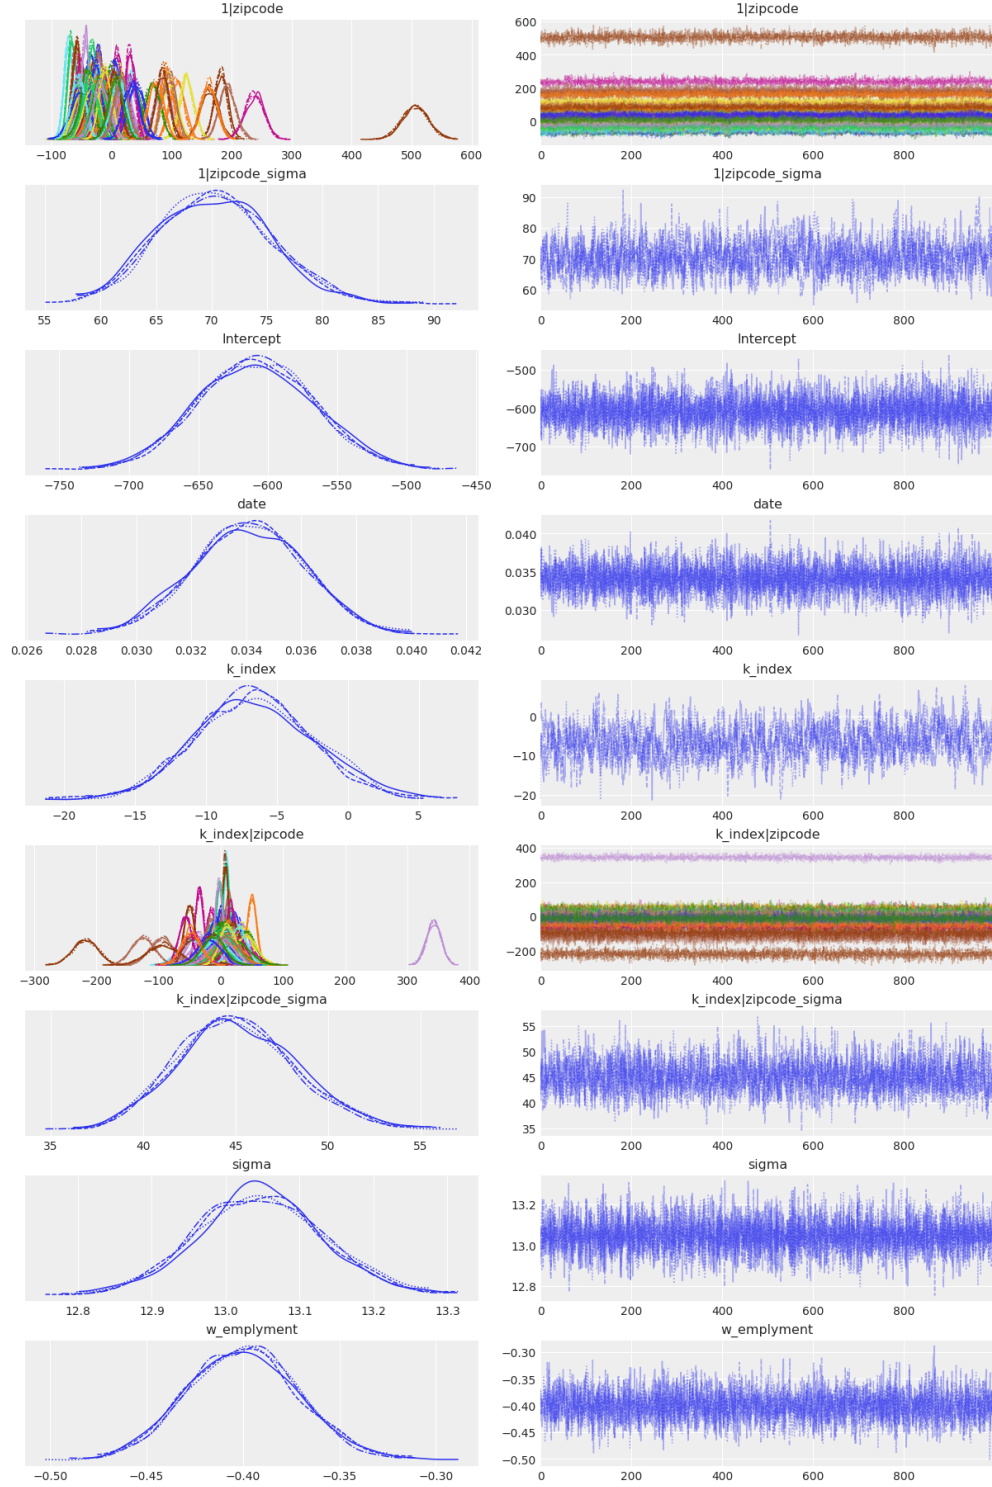 1|zipcode 1|zipcode
600
400
200
0
−100 0 100 200 300 400 500 600 0 200 400 600 800
1|zipcode_sigma 1|zipcode_sigma
90
80
70
60
55 60 65 70 75 80 85 90 0 200 400 600 800
Intercept Intercept
−500
−600
−700
−750 −700 −650 −600 −550 −500 −450 0 200 400 600 800
date date
0.040
0.035
0.030
0.026 0.028 0.030 0.032 0.034 0.036 0.038 0.040 0.042 0 200 400 600 800
k_index k_index
0
−10
−20
−20 −15 −10 −5 0 5 0 200 400 600 800
k_index|zipcode k_index|zipcode
400
200
0
−200
−300 −200 −100 0 100 200 300 400 0 200 400 600 800
k_index|zipcode_sigma k_index|zipcode_sigma
55
50
45
40
35
35 40 45 50 55 0 200 400 600 800
sigma sigma
13.2
13.0
12.8
12.8 12.9 13.0 13.1 13.2 13.3 0 200 400 600 800
w_emplyment w_emplyment
−0.30
−0.35
−0.40
−0.45
−0.50
−0.50 −0.45 −0.40 −0.35 −0.30 0 200 400 600 800